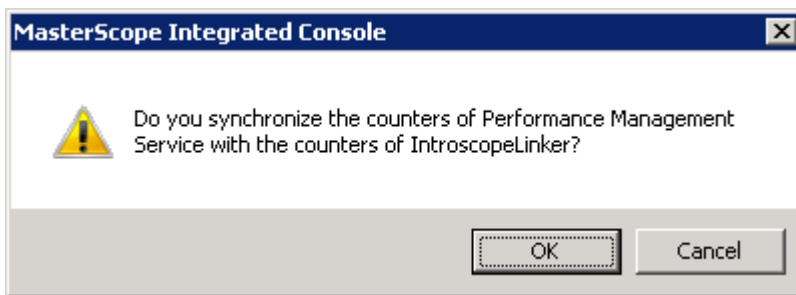 MasterScope Integrated Console
Do you synchronize the counters of Performance Management
Service with the counters of IntroscopeLinker?
OK
Cancel